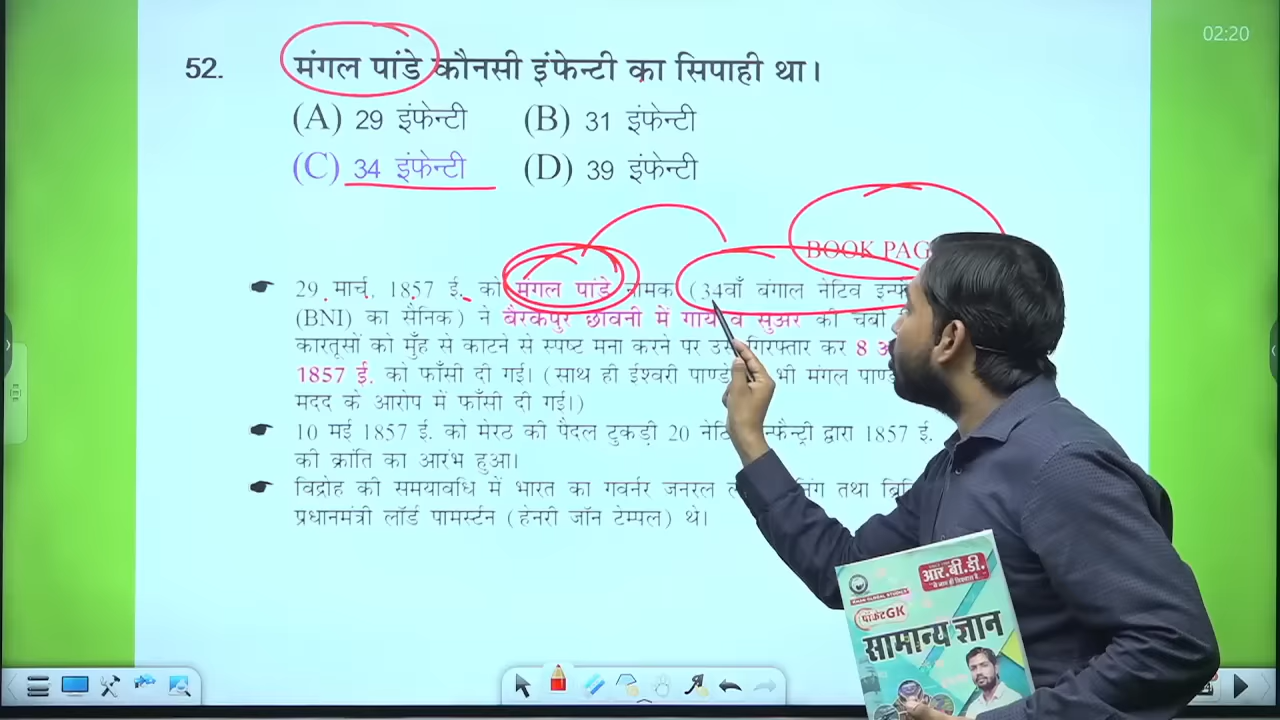 02:20
52. मंगल पांडे कौनसी इंफेन्टी का सिपाही था।
(A) 29 इंफेन्टी (B) 31 इंफेन्टी
(C) 34 इंफेन्टी (D) 39 इंफेन्टी
BOOK PAG
29 मार्च, 1857 ई. को मंगल पांडे नामक (34वाँ बंगाल नेटिव
(BNI) का सैनिक) ने बैरकपुर छावनी में गाय व सुअर की चर्बी
कारतूसों को मुँह से काटने से स्पष्ट मना करने पर उसे गिरफ्तार कर 8
1857 ई. को फाँसी दी गई। (साथ ही ईश्वरी भी मंगल
मदद के आरोप में फाँसी दी गई।)
10 मई 1857 ई. को मेरठ की पैदल टुकड़ी 20 द्वारा 1857 ई.
की क्रांति का आरंभ हुआ।
विद्रोह की समयावधि में भारत का गवर्नर जनरल तथा
प्रधानमंत्री लॉर्ड पामर्स्टन (हेनरी जॉन टेम्पल) थे।
आर.बी.डी.
पॉकेट GK
सामान्य ज्ञान